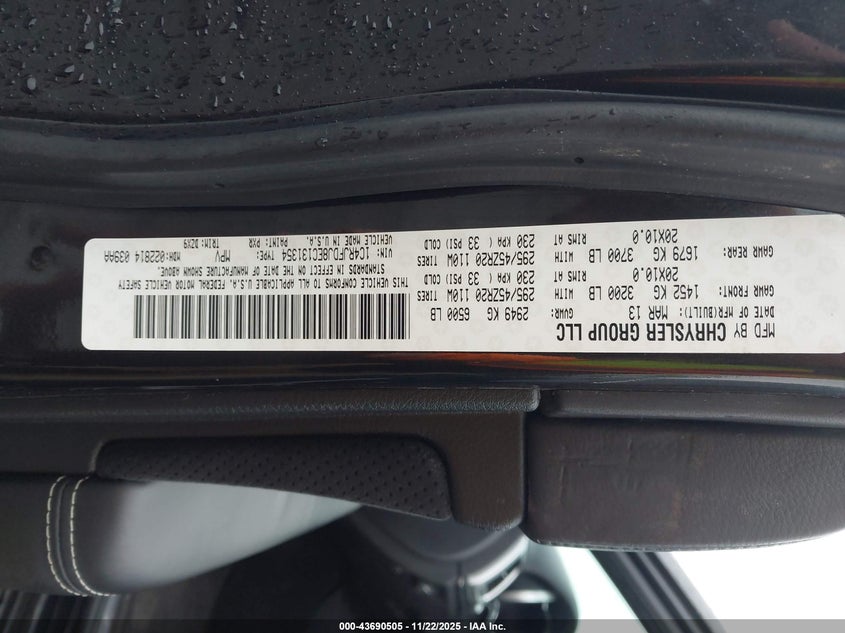 MFD BY CHRYSLER GROUP LLC
DATE OF MFR(BUILT): MAR 13 GVWR: 2949 KG 6500 LB
GAWR FRONT: 1452 KG 3200 LB WITH 295/45ZR20 110W TIRES
RIMS AT
20X10.0 230 KPA ( 33 PSI) COLD
GAWR REAR: 1679 KG 3700 LB WITH 295/45ZR20 110W TIRES
RIMS AT
20X10.0 230 KPA ( 33 PSI) COLD
THIS VEHICLE CONFORMS TO ALL APPLICABLE FEDERAL MOTOR VEHICLE SAFETY
STANDARDS IN EFFECT ON THE DATE OF MANUFACTURE SHOWN ABOVE.
VIN: 1C4RJFDJ8EC131354 TYPE: MPV MDH:022814 039AA
VEHICLE MADE IN U.S.A. PAINT: PXR TRIM: DZX9
000-43690505 - 11/22/2025 - IAA Inc.